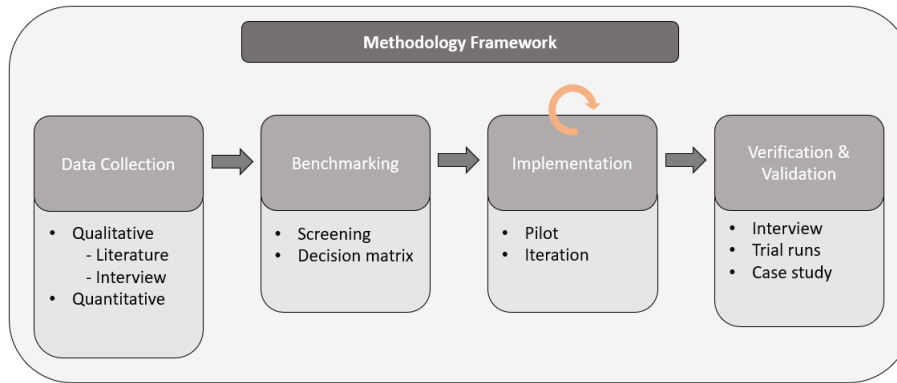 Methodology Framework
Data Collection
• Qualitative
- Literature
- Interview
• Quantitative
Benchmarking
• Screening
• Decision matrix
Implementation
• Pilot
• Iteration
Verification &
Validation
• Interview
• Trial runs
• Case study